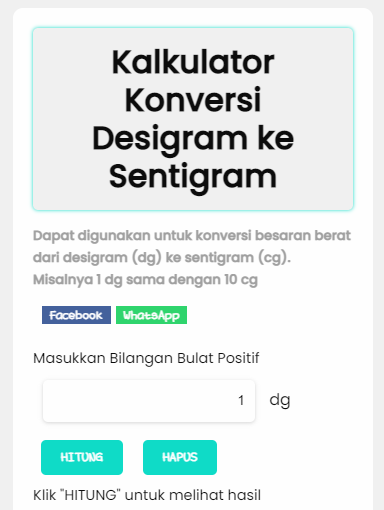 Kalkulator
Konversi
Desigram ke
Sentigram
Dapat digunakan untuk konversi besaran berat
dari desigram (dg) ke sentigram (cg).
Misalnya 1 dg sama dengan 10 cg
Facebook WhatsApp
Masukkan Bilangan Bulat Positif
1 dg
HITUNG HAPUS
Klik "HITUNG" untuk melihat hasil